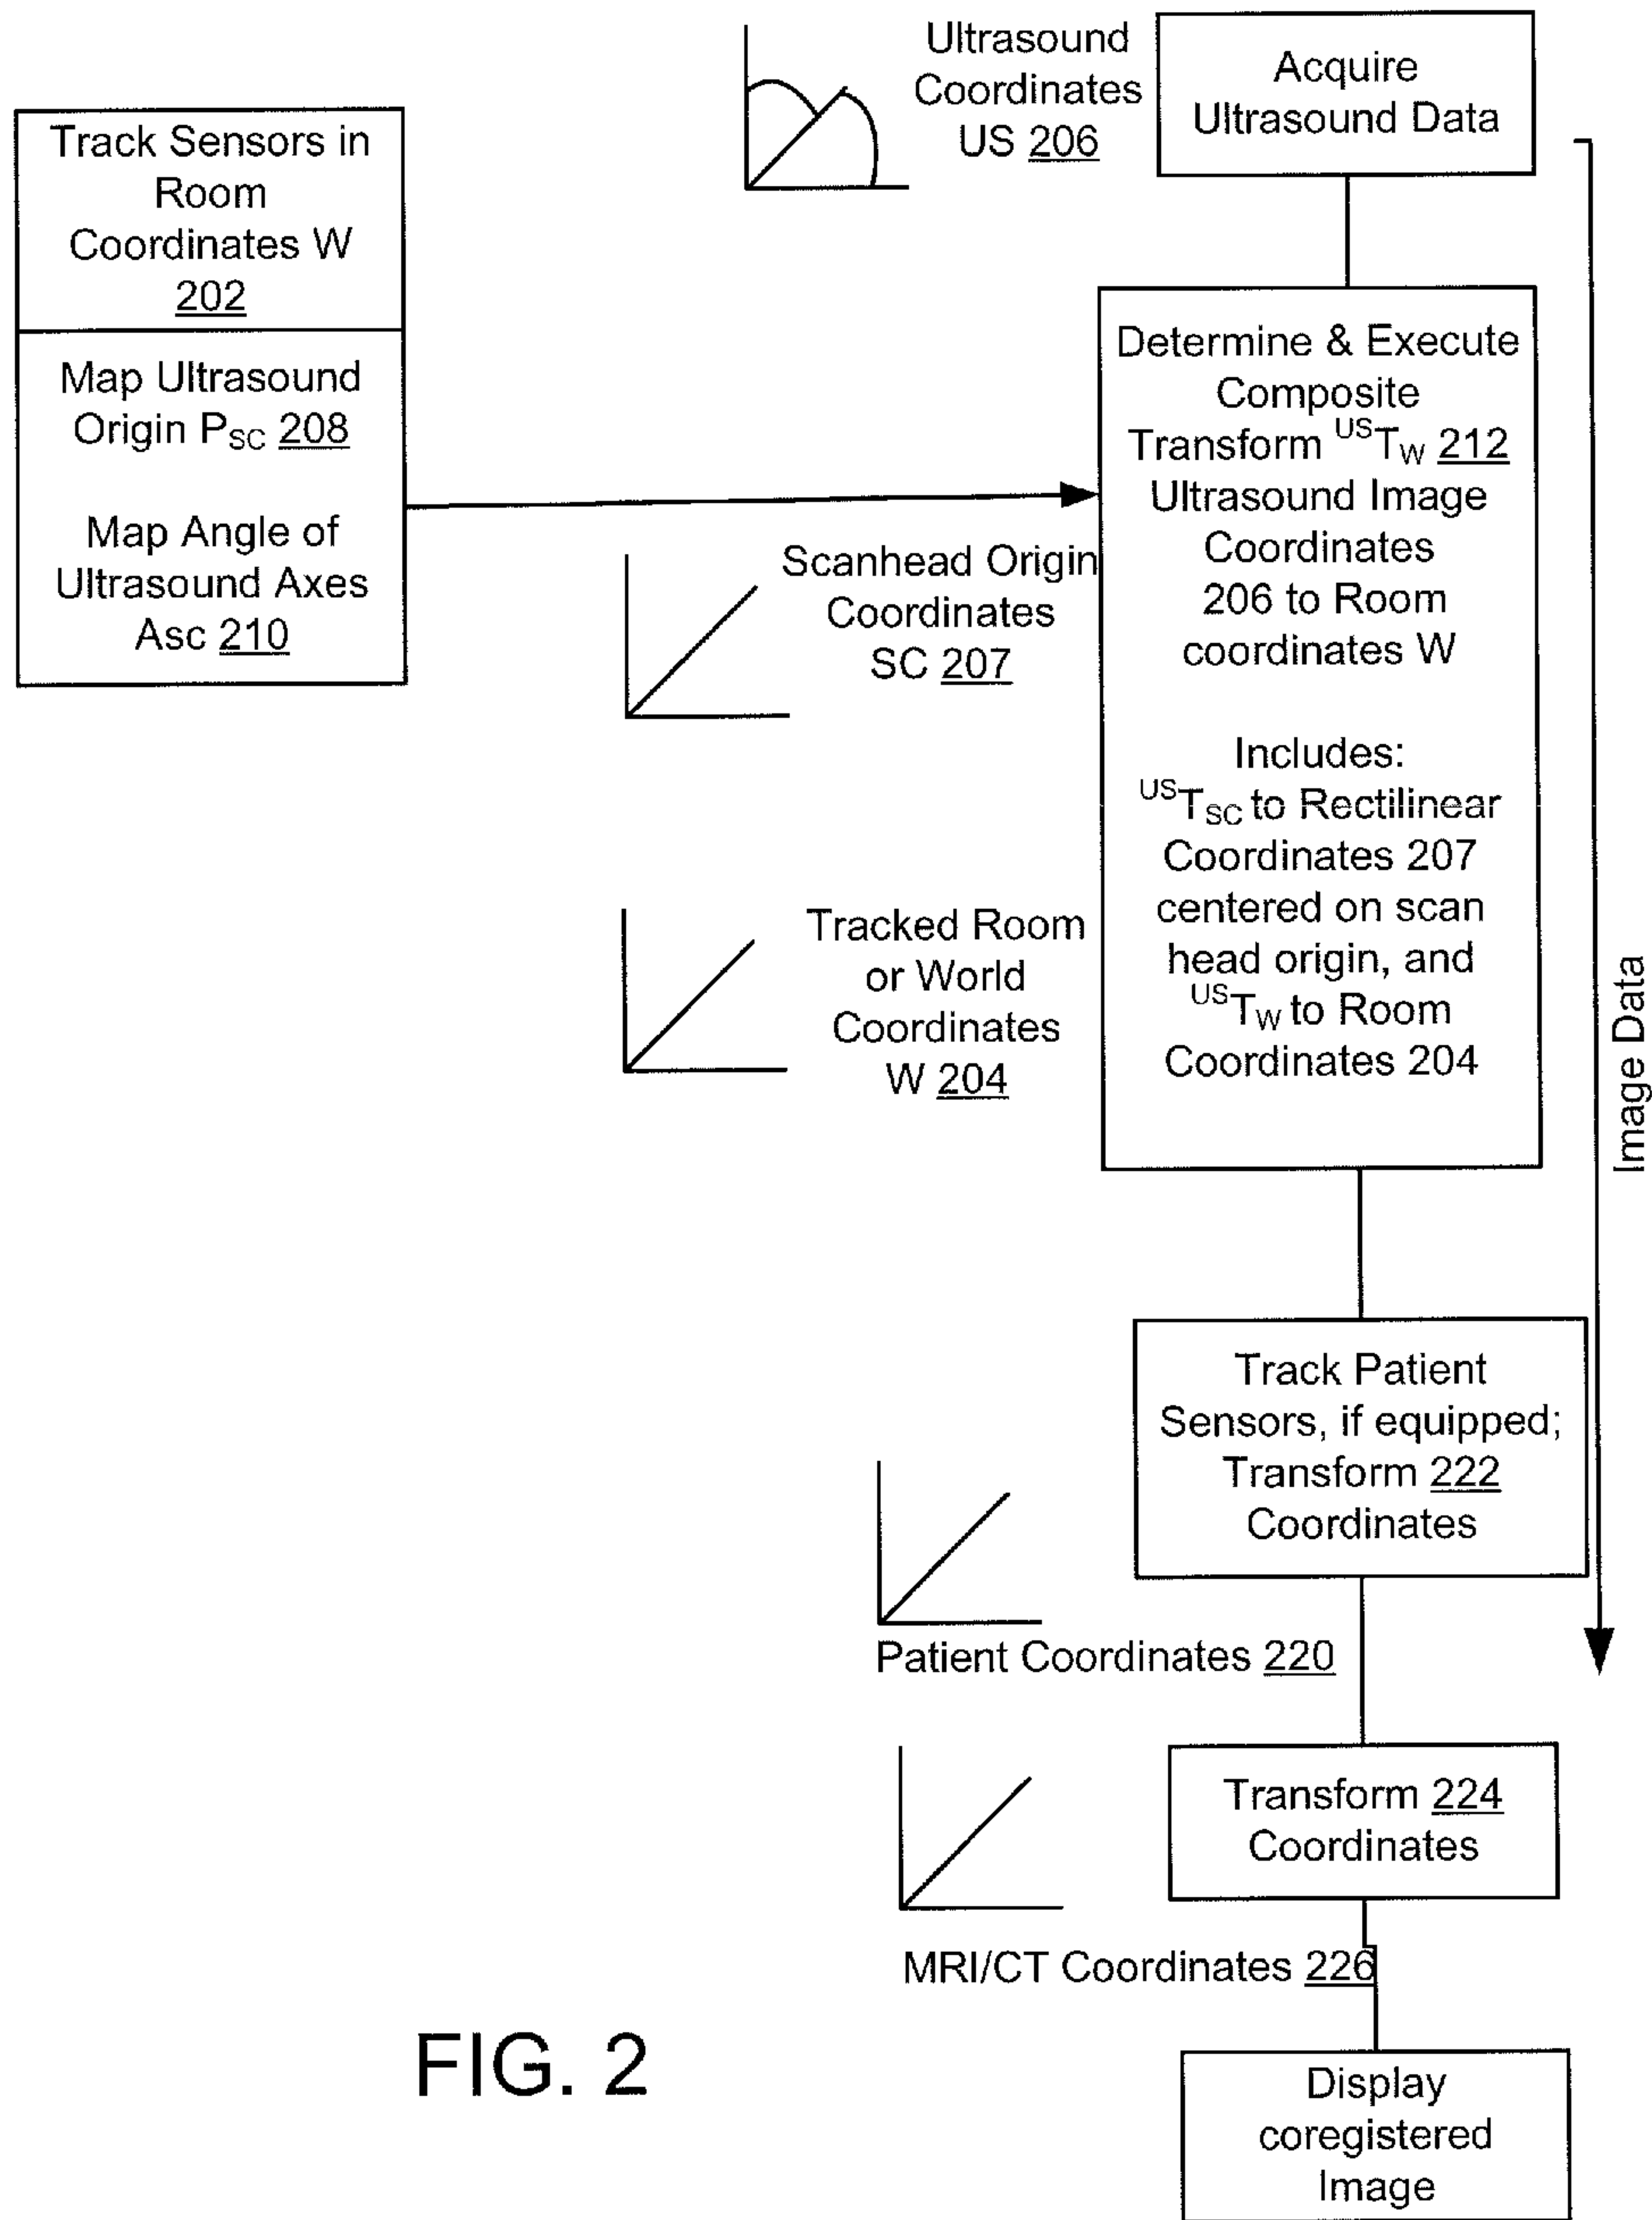 Ultrasound
Coordinates
US 206
Acquire
Ultrasound Data
Track Sensors in
Room
Coordinates W
202
Map Ultrasound
Origin PSC 208
Map Angle of
Ultrasound Axes
Asc 210
Determine & Execute
Composite
Transform USTW 212
Ultrasound Image
Coordinates
206 to Room
coordinates W
Includes:
USTSC to Rectilinear
Coordinates 207
centered on scan
head origin, and
USTW to Room
Coordinates 204
Scanhead Origin
Coordinates
SC 207
Tracked Room
or World
Coordinates
W 204
Image Data
Track Patient
Sensors, if equipped;
Transform 222
Coordinates
Patient Coordinates 220
Transform 224
Coordinates
MRI/CT Coordinates 226
Display
coregistered
Image
FIG. 2